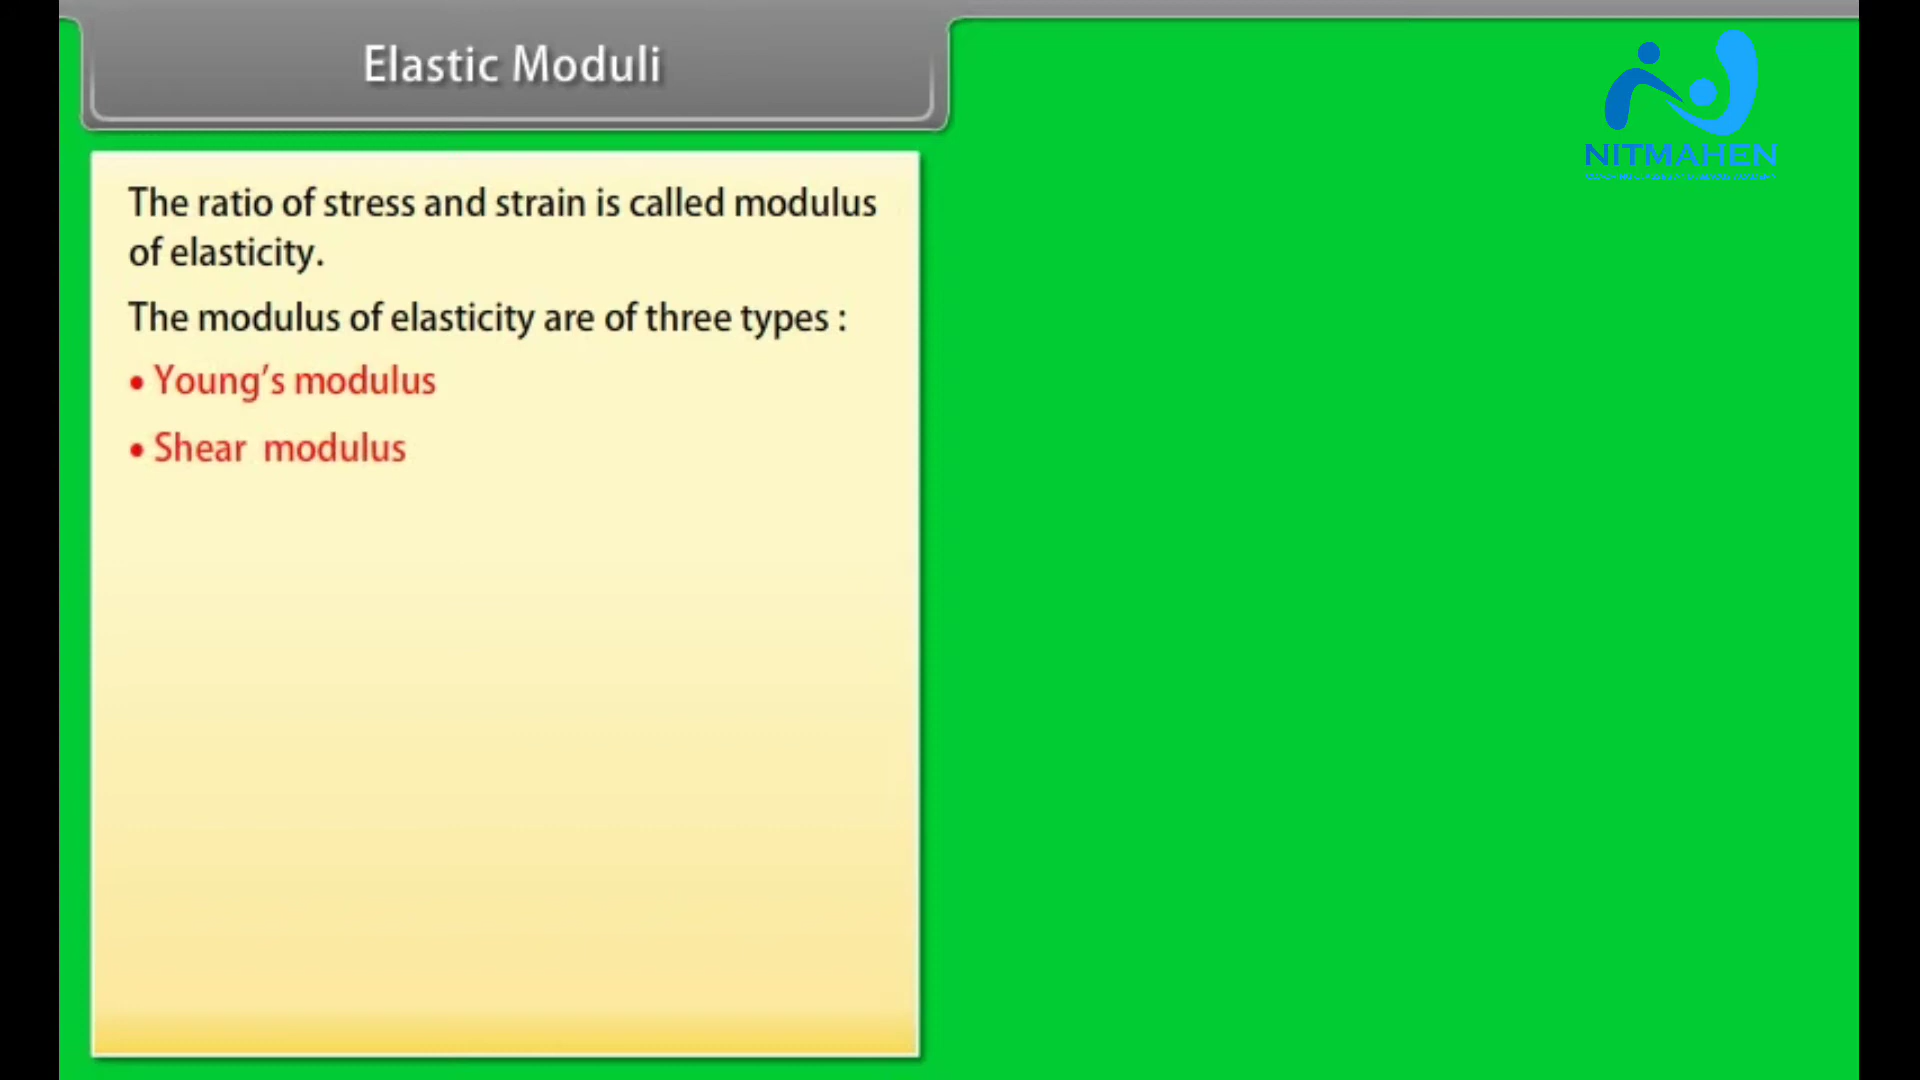 Elastic Moduli
NITMAHEN
The ratio of stress and strain is called modulus
of elasticity.
The modulus of elasticity are of three types :
• Young’s modulus
• Shear modulus